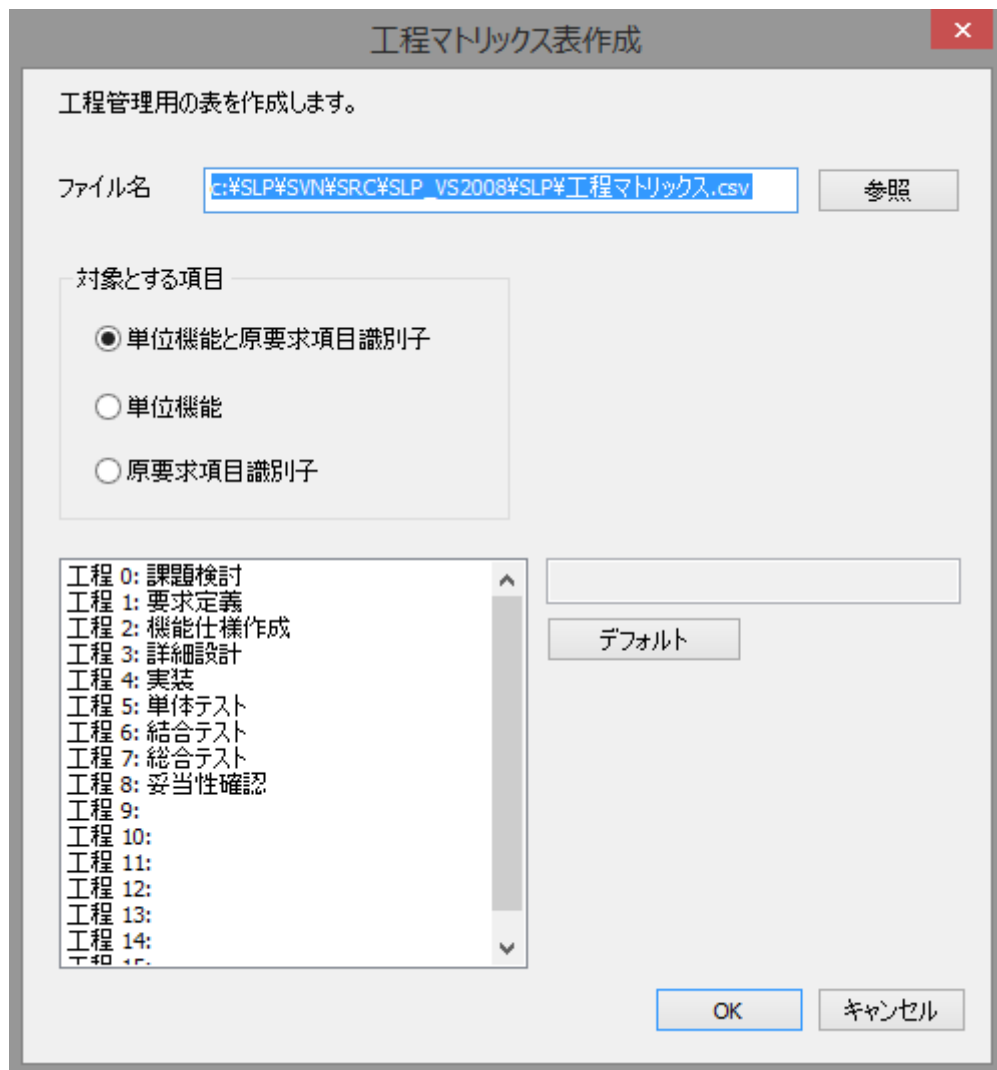 工程マトリックス表作成
工程管理用の表を作成します。
ファイル名
c:¥SLP¥SVN¥SRC¥SLP_VS2008¥SLP¥工程マトリックス.csv
参照
対象とする項目
単位機能と原要求項目識別子
単位機能
原要求項目識別子
工程 0: 課題検討
工程 1: 要求定義
工程 2: 機能仕様作成
工程 3: 詳細設計
工程 4: 実装
工程 5: 単体テスト
工程 6: 結合テスト
工程 7: 総合テスト
工程 8: 妥当性確認
工程 9:
工程 10:
工程 11:
工程 12:
工程 13:
工程 14:
デフォルト
OK
キャンセル